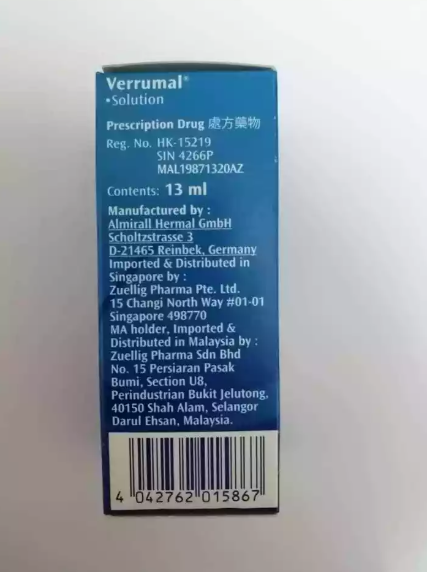 Verrumal®
•Solution
Prescription Drug 處方藥物
Reg. No. HK-15219
SIN 4266P
MAL19871320AZ
Contents: 13 ml
Manufactured by :
Almirall Hermal GmbH
Scholtzstrasse 3
D-21465 Reinbek, Germany
Imported & Distributed in
Singapore by :
Zuellig Pharma Pte. Ltd.
15 Changi North Way #01-01
Singapore 498770
MA holder, Imported &
Distributed in Malaysia by :
Zuellig Pharma Sdn Bhd
No. 15 Persiaran Pasak
Bumi, Section U8,
Perindustrian Bukit Jelutong,
40150 Shah Alam, Selangor
Darul Ehsan, Malaysia.
4 042762 015867